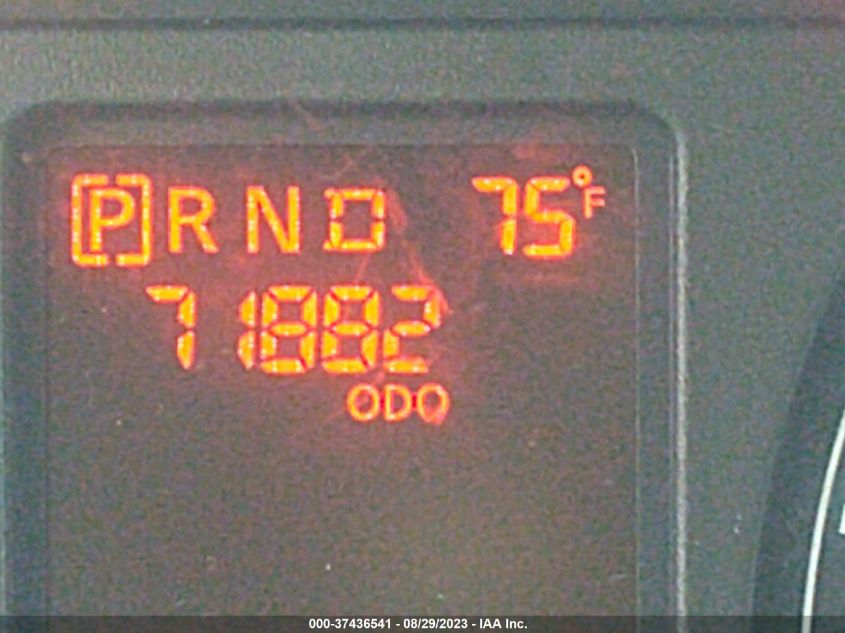 [P] R N D 75°F
71882
ODO
000-37436541 - 08/29/2023 - IAA Inc.